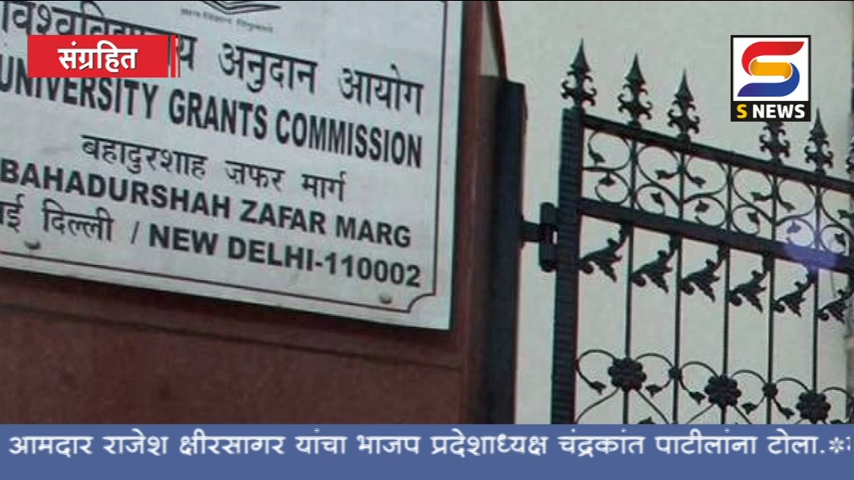 संग्रहित
अनुदान आयोग
UNIVERSITY GRANTS COMMISSION
बहादुरशाह ज़फर मार्ग
BAHADURSHAH ZAFAR MARG
दिल्ली / NEW DELHI-110002
S NEWS
आमदार राजेश क्षीरसागर यांचा भाजप प्रदेशाध्यक्ष चंद्रकांत पाटीलांना टोला.